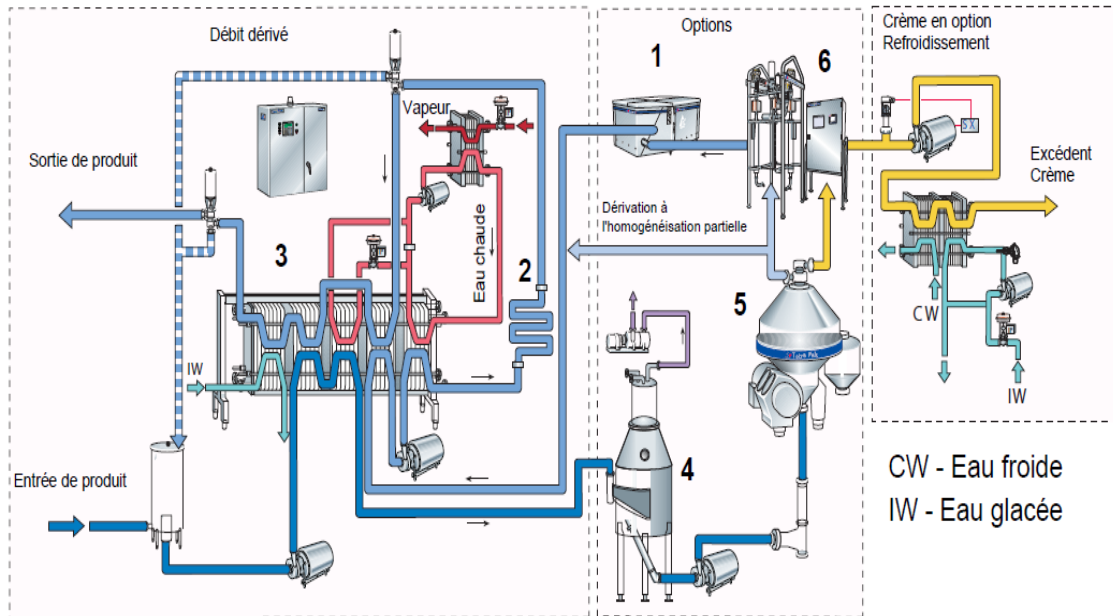 Débit dérivé
Options
Crème en option
Refroidissement
1
6
Vapeur
Sortie de produit
Excédent
Crème
Dérivation à
l'homogénéisation partielle
Eau chaude
3
2
5
CW
IW
IW
4
Entrée de produit
CW - Eau froide
IW - Eau glacée